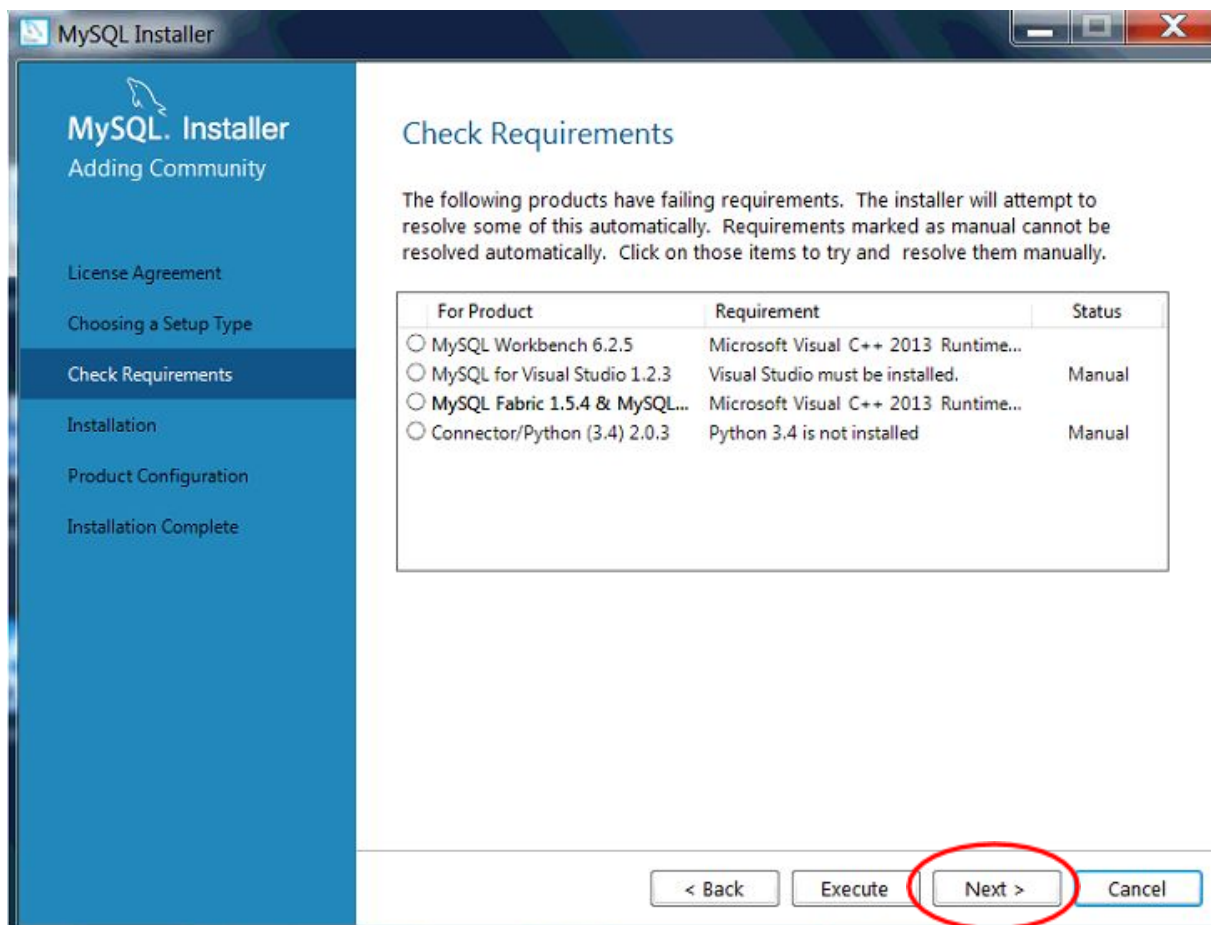 MySQL Installer
MySQL. Installer
Adding Community
License Agreement
Choosing a Setup Type
Check Requirements
Installation
Product Configuration
Installation Complete
Check Requirements
The following products have failing requirements. The installer will attempt to
resolve some of this automatically. Requirements marked as manual cannot be
resolved automatically. Click on those items to try and resolve them manually.
For Product Requirement Status
MySQL Workbench 6.2.5 Microsoft Visual C++ 2013 Runtime...
MySQL for Visual Studio 1.2.3 Visual Studio must be installed. Manual
MySQL Fabric 1.5.4 & MySQL... Microsoft Visual C++ 2013 Runtime...
Connector/Python (3.4) 2.0.3 Python 3.4 is not installed Manual
< Back Execute Next > Cancel